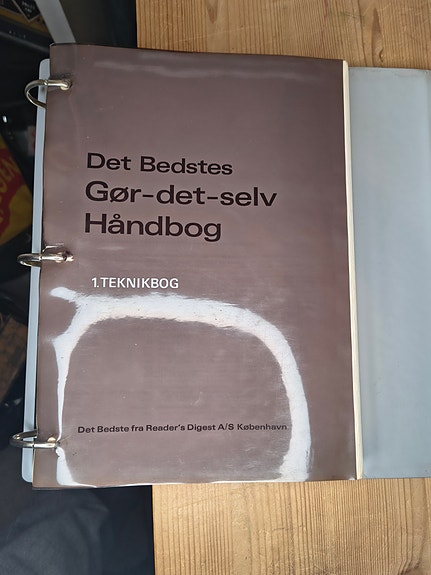 Det Bedstes
Gør-det-selv
Håndbog
1.TEKNIKBOG
Det Bedste fra Reader's Digest A/S København